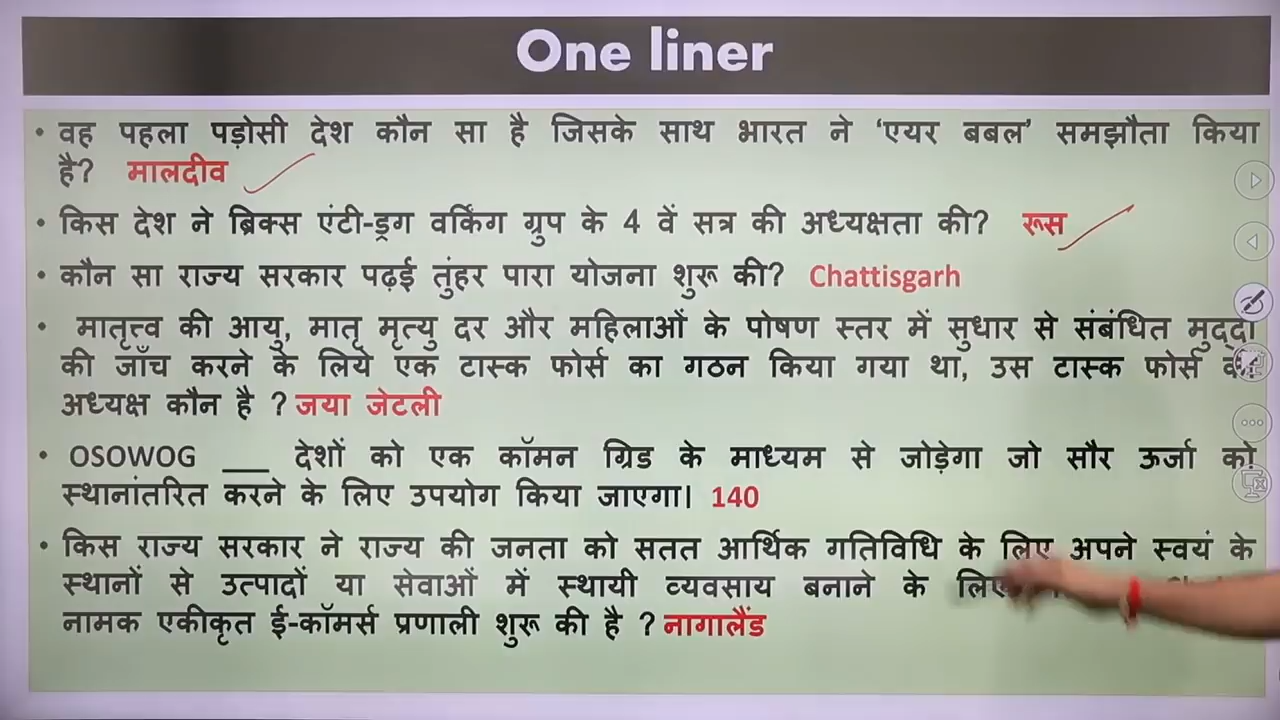 One liner
• वह पहला पड़ोसी देश कौन सा है जिसके साथ भारत ने ‘एयर बबल’ समझौता किया
है? मालदीव
• किस देश ने ब्रिक्स एंटी-ड्रग वर्किंग ग्रुप के 4 वें सत्र की अध्यक्षता की? रूस
• कौन सा राज्य सरकार पढ़ई तुंहर पारा योजना शुरू की? Chattisgarh
• मातृत्त्व की आयु, मातृ मृत्यु दर और महिलाओं के पोषण स्तर में सुधार से संबंधित मुद्दों
की जाँच करने के लिये एक टास्क फोर्स का गठन किया गया था, उस टास्क फोर्स
अध्यक्ष कौन है ? जया जेटली
• OSOWOG ___ देशों को एक कॉमन ग्रिड के माध्यम से जोड़ेगा जो सौर ऊर्जा को
स्थानांतरित करने के लिए उपयोग किया जाएगा। 140
• किस राज्य सरकार ने राज्य की जनता को सतत आर्थिक गतिविधि के लिए अपने स्वयं के
स्थानों से उत्पादों या सेवाओं में स्थायी व्यवसाय बनाने के लिए
नामक एकीकृत ई-कॉमर्स प्रणाली शुरू की है ? नागालैंड